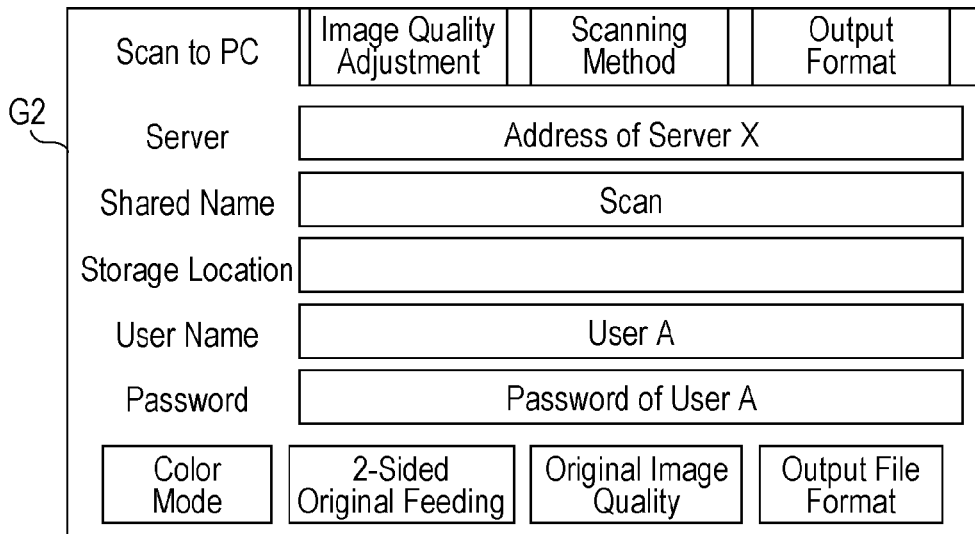 Scan to PC
Image Quality
Adjustment
Scanning
Method
Output
Format
G2
Server
Address of Server X
Shared Name
Scan
Storage Location
User Name
User A
Password
Password of User A
Color
Mode
2-Sided
Original Feeding
Original Image
Quality
Output File
Format